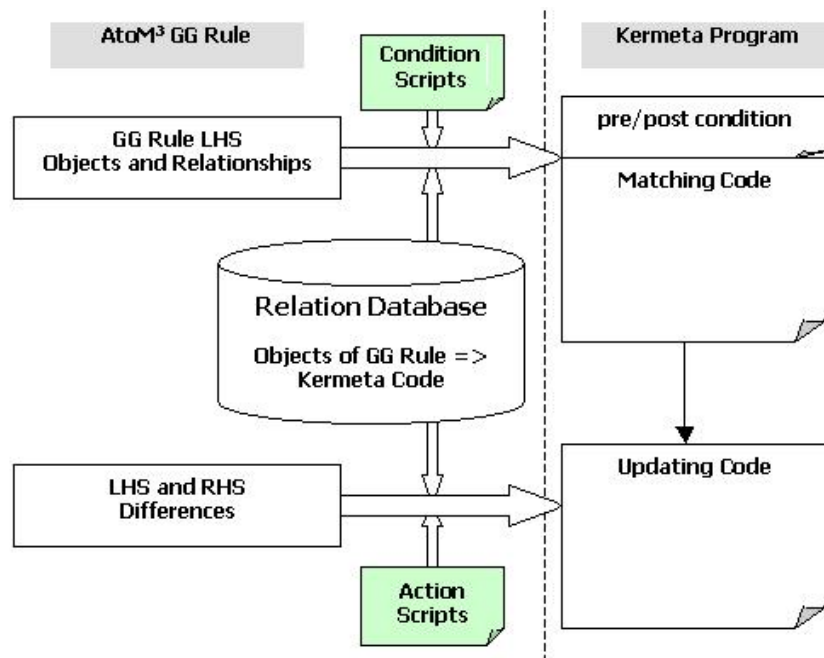 AtoM³ GG Rule
Kermeta Program
Condition
Scripts
GG Rule LHS
Objects and Relationships
pre/post condition
Matching Code
Relation Database
Objects of GG Rule =>
Kermeta Code
LHS and RHS
Differences
Updating Code
Action
Scripts